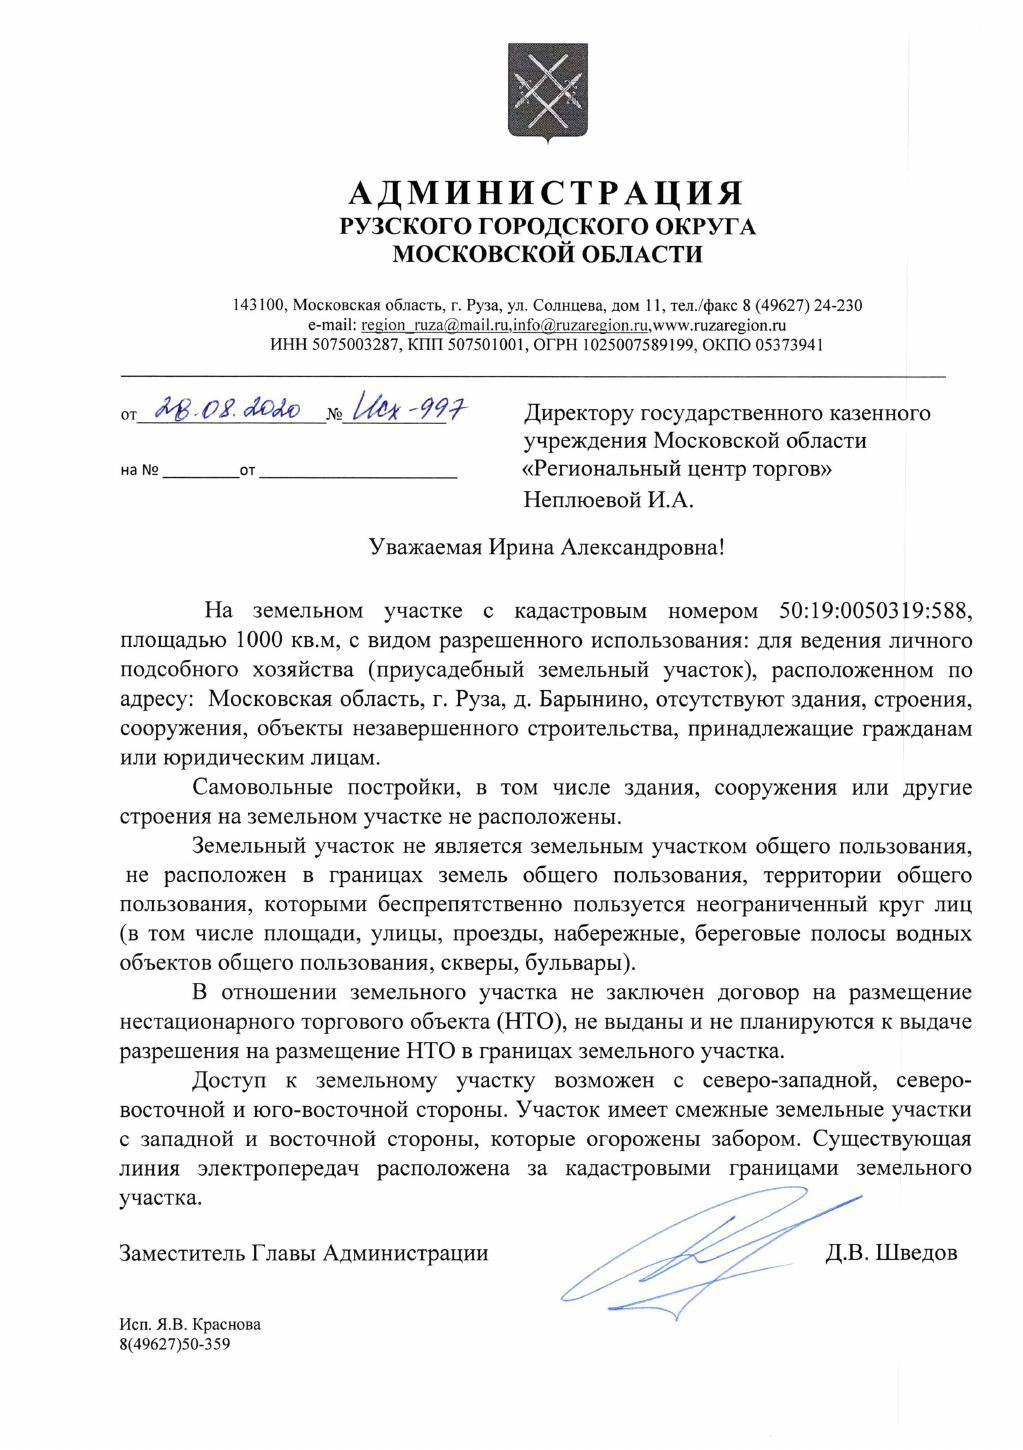 АДМИНИСТРАЦИЯ
РУЗСКОГО ГОРОДСКОГО ОКРУГА
МОСКОВСКОЙ ОБЛАСТИ
143100, Московская область, г. Руза, ул. Солнцева, дом 11, тел./факс 8 (49627) 24-230
e-mail: region_ruza@mail.ru,info@ruzaregion.ru,www.ruzaregion.ru
ИНН 5075003287, КПП 507501001, ОГРН 1025007589199, ОКПО 05373941
от 28.08.2020 № Исх-997
на № _________от ________________________
Директору государственного казенного
учреждения Московской области
«Региональный центр торгов»
Неплюевой И.А.
Уважаемая Ирина Александровна!
На земельном участке с кадастровым номером 50:19:0050319:588,
площадью 1000 кв.м, с видом разрешенного использования: для ведения личного
подсобного хозяйства (приусадебный земельный участок), расположенном по
адресу: Московская область, г. Руза, д. Барынино, отсутствуют здания, строения,
сооружения, объекты незавершенного строительства, принадлежащие гражданам
или юридическим лицам.
Самовольные постройки, в том числе здания, сооружения или другие
строения на земельном участке не расположены.
Земельный участок не является земельным участком общего пользования,
не расположен в границах земель общего пользования, территории общего
пользования, которыми беспрепятственно пользуется неограниченный круг лиц
(в том числе площади, улицы, проезды, набережные, береговые полосы водных
объектов общего пользования, скверы, бульвары).
В отношении земельного участка не заключен договор на размещение
нестационарного торгового объекта (НТО), не выданы и не планируются к выдаче
разрешения на размещение НТО в границах земельного участка.
Доступ к земельному участку возможен с северо-западной, северо-
восточной и юго-восточной стороны. Участок имеет смежные земельные участки
с западной и восточной стороны, которые огорожены забором. Существующая
линия электропередач расположена за кадастровыми границами земельного
участка.
Заместитель Главы Администрации Д.В. Шведов
Исп. Я.В. Краснова
8(49627)50-359